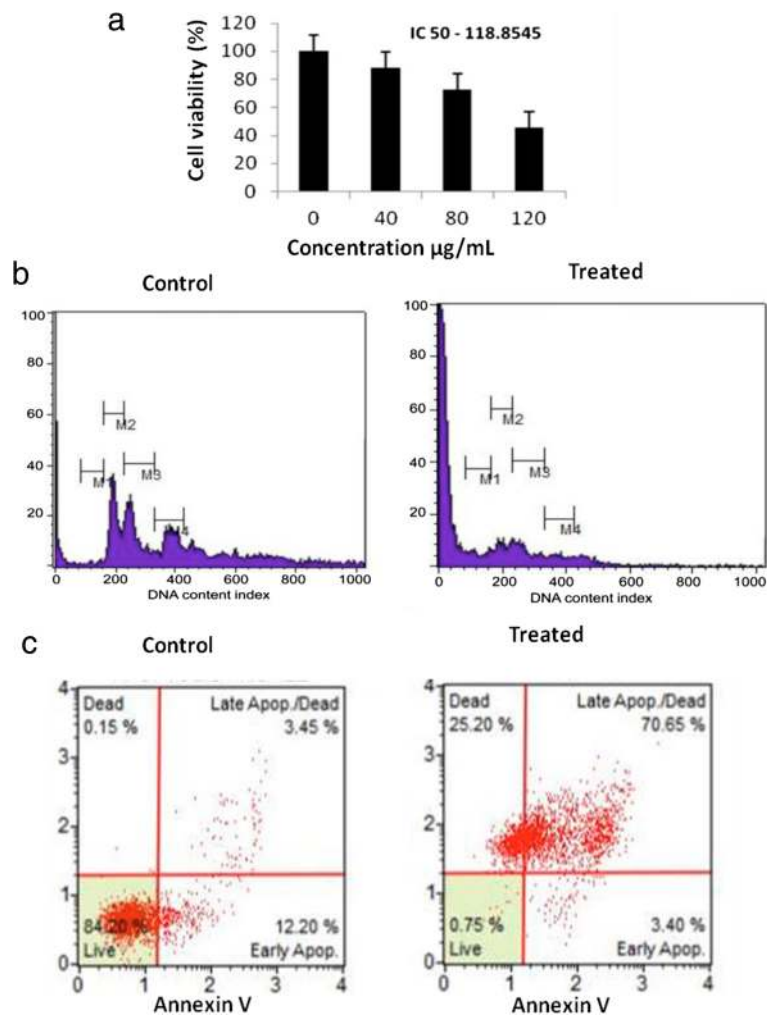 a
120
100
80
60
40
20
0
Cell viability (%)
IC 50 - 118.8545
0 40 80 120
Concentration µg/mL
b
Control
100
80
60
40
20
M2
M3
M
4
0 200 400 600 800 1000
DNA content index
Treated
100
80
60
40
20
M2
M1
M3
M4
0 200 400 600 800 1000
DNA content index
c
Control
4
3
2
1
0
Dead
0.15 %
Late Apop./Dead
3.45 %
84.20 %
Live
12.20 %
Early Apop.
0 1 2 3 4
Annexin V
Treated
4
3
2
1
0
Dead
25.20 %
Late Apop./Dead
70.65 %
0.75 %
Live
3.40 %
Early Apop.
0 1 2 3 4
Annexin V